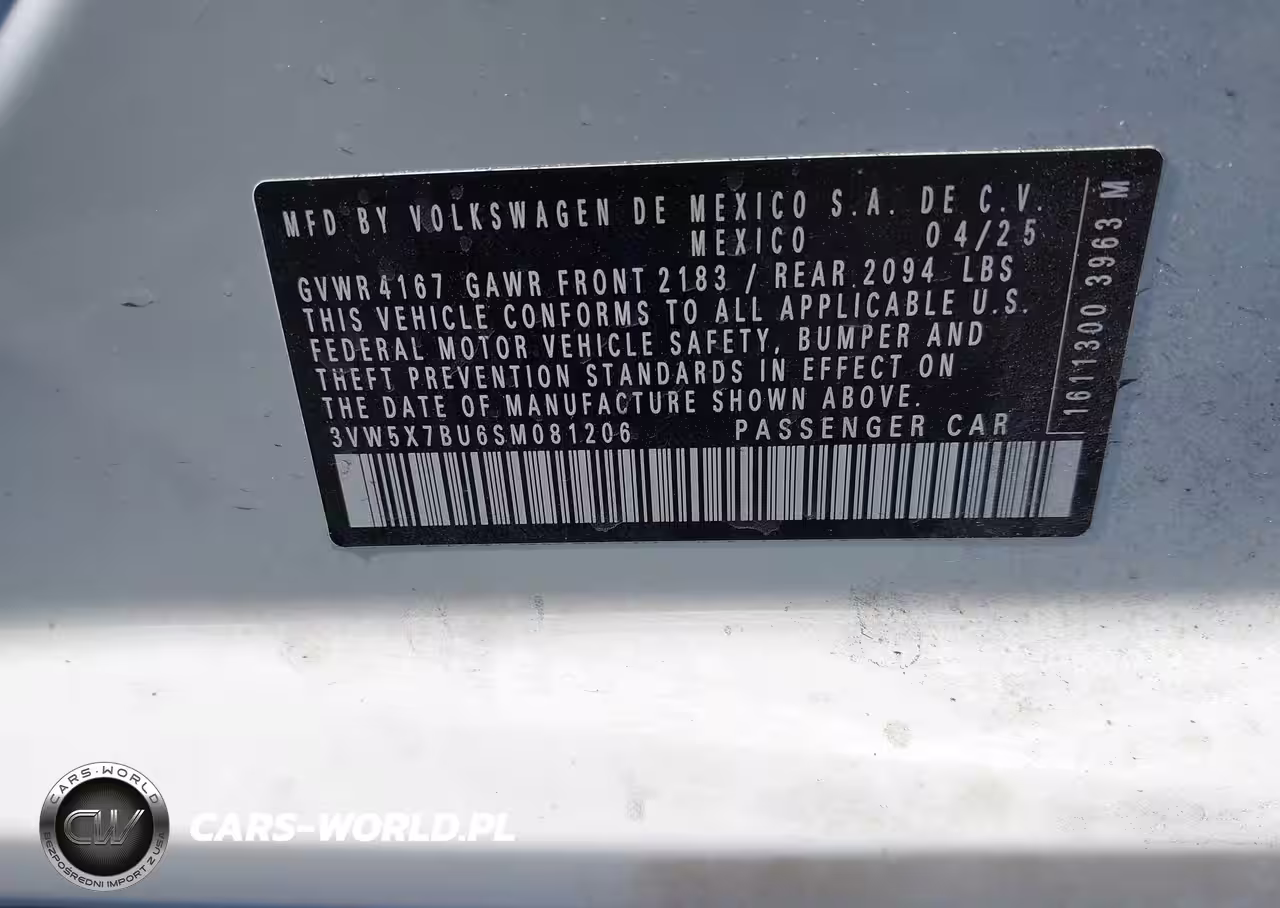 MFD BY VOLKSWAGEN DE MEXICO S.A. DE C.V.
MEXICO 04/25
GVWR 4167 GAWR FRONT 2183 / REAR 2094 LBS
THIS VEHICLE CONFORMS TO ALL APPLICABLE U.S.
FEDERAL MOTOR VEHICLE SAFETY, BUMPER AND
THEFT PREVENTION STANDARDS IN EFFECT ON
THE DATE OF MANUFACTURE SHOWN ABOVE.
3VW5X7BU6SM081206 PASSENGER CAR
1611300 3963 M
CARS-WORLD
CW
BEZPOŚREDNI IMPORT Z USA
CARS-WORLD.PL